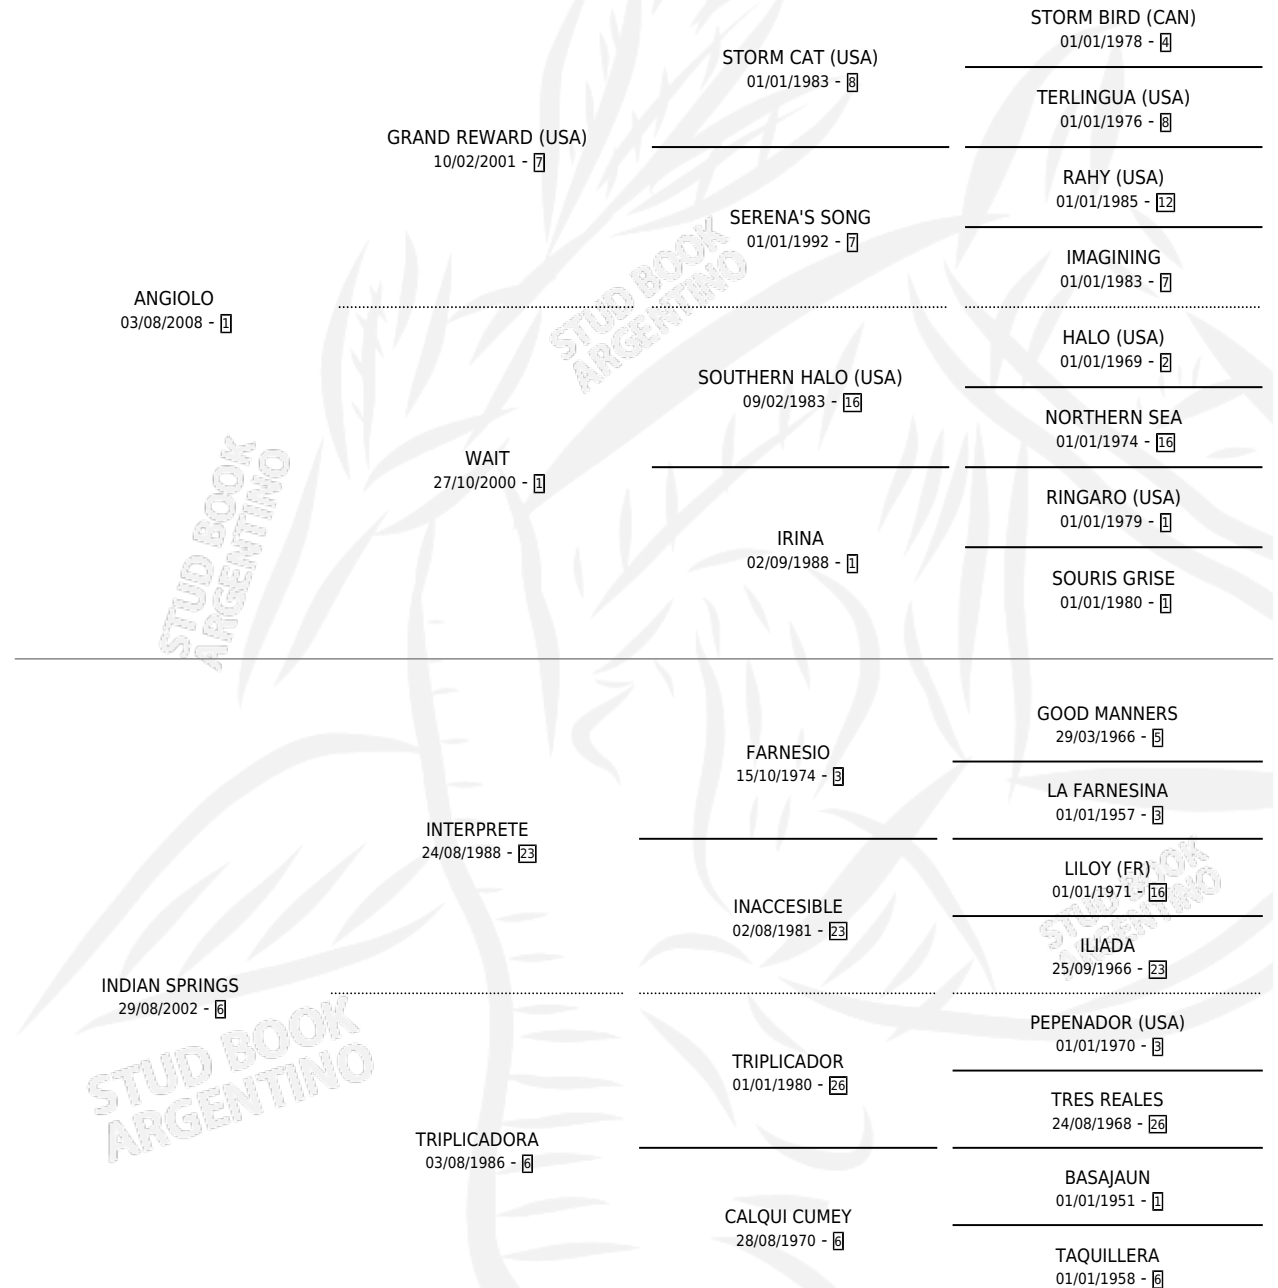 STORM BIRD (CAN)
01/01/1978 - 4
STORM CAT (USA)
01/01/1983 - 8
TERLINGUA (USA)
01/01/1976 - 8
GRAND REWARD (USA)
10/02/2001 - 7
RAHY (USA)
01/01/1985 - 12
SERENA'S SONG
01/01/1992 - 7
IMAGINING
01/01/1983 - 7
ANGIOLO
03/08/2008 - 1
HALO (USA)
01/01/1969 - 2
SOUTHERN HALO (USA)
09/02/1983 - 16
NORTHERN SEA
01/01/1974 - 16
WAIT
27/10/2000 - 1
RINGARO (USA)
01/01/1979 - 1
IRINA
02/09/1988 - 1
SOURIS GRISE
01/01/1980 - 1
STUD BOOK
ARGENTINO
STUD BOOK
ARGENTINO
GOOD MANNERS
29/03/1966 - 5
FARNESIO
15/10/1974 - 3
LA FARNESINA
01/01/1957 - 3
INTERPRETE
24/08/1988 - 23
LILOY (FR)
01/01/1971 - 16
INACCESIBLE
02/08/1981 - 23
ILIADA
25/09/1966 - 23
INDIAN SPRINGS
29/08/2002 - 6
PEPENADOR (USA)
01/01/1970 - 3
TRIPLICADOR
01/01/1980 - 26
TRES REALES
24/08/1968 - 26
TRIPLICADORA
03/08/1986 - 6
BASAJAUN
01/01/1951 - 1
CALQUI CUMEY
28/08/1970 - 6
TAQUILLERA
01/01/1958 - 6
STUD BOOK
ARGENTINO
STUD BOOK
ARGENTINO